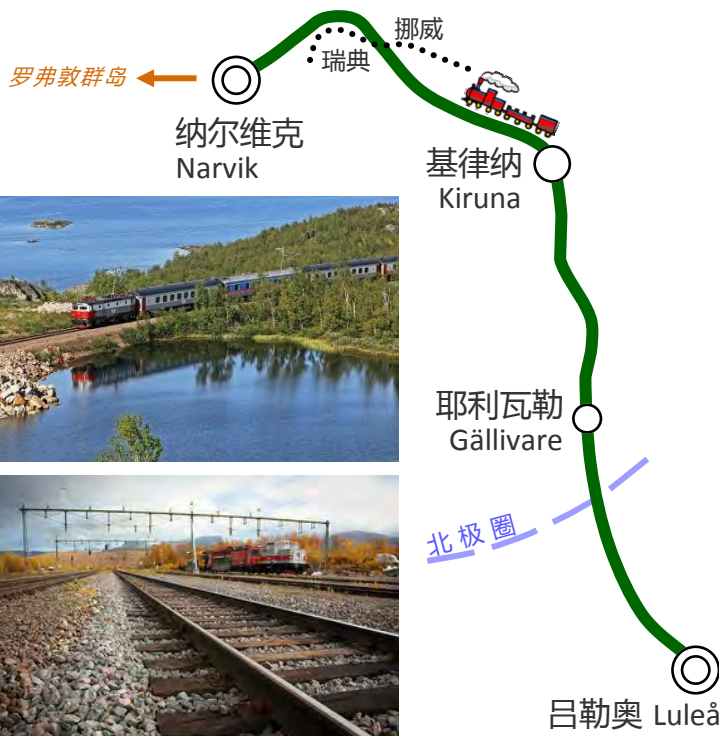 挪威
瑞典
罗弗敦群岛
纳尔维克
Narvik
基律纳
Kiruna
耶利瓦勒
Gällivare
北极圈
吕勒奥 Luleå